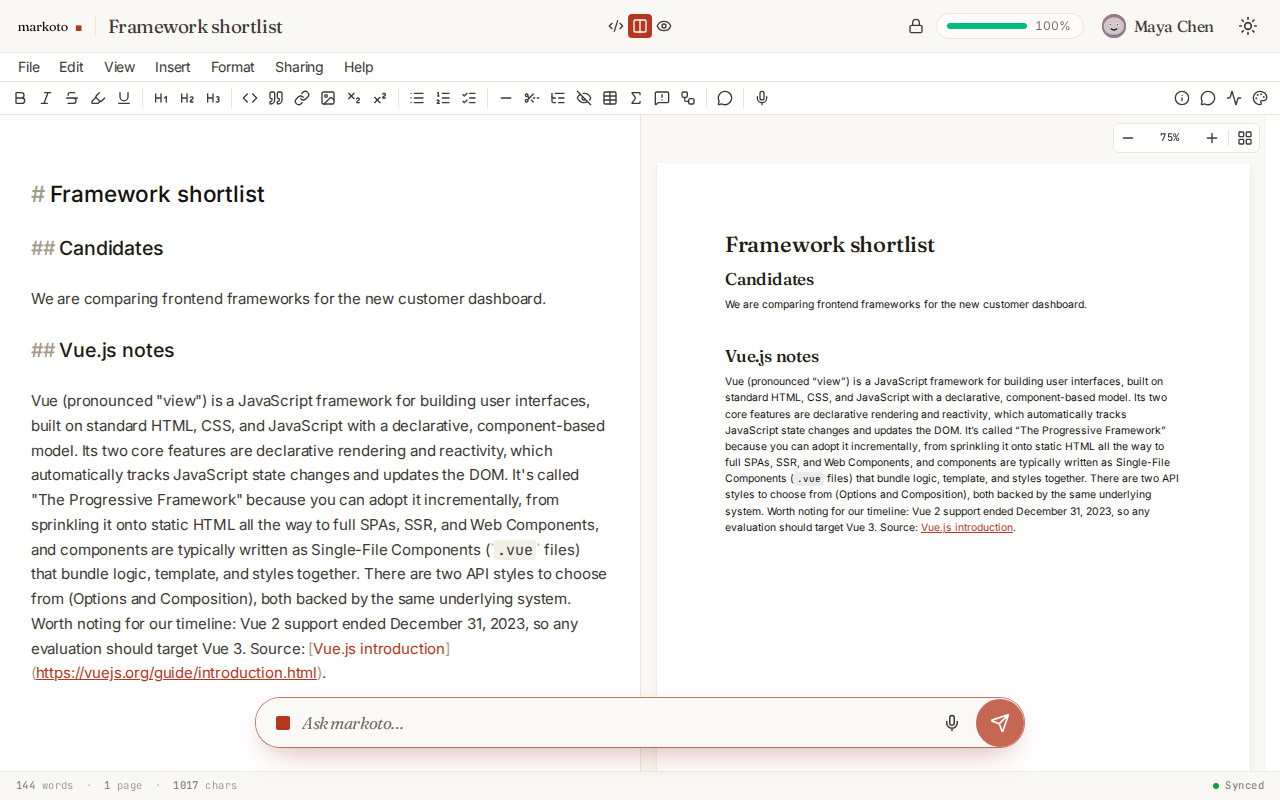 markoto
Framework shortlist
100%
Maya Chen
File Edit View Insert Format Sharing Help
H1 H2 H3
75%
# Framework shortlist
## Candidates
We are comparing frontend frameworks for the new customer dashboard.
## Vue.js notes
Vue (pronounced "view") is a JavaScript framework for building user interfaces,
built on standard HTML, CSS, and JavaScript with a declarative, component-based
model. Its two core features are declarative rendering and reactivity, which
automatically tracks JavaScript state changes and updates the DOM. It's called
"The Progressive Framework" because you can adopt it incrementally, from
sprinkling it onto static HTML all the way to full SPAs, SSR, and Web Components,
and components are typically written as Single-File Components (`.vue` files)
that bundle logic, template, and styles together. There are two API styles to choose
from (Options and Composition), both backed by the same underlying system.
Worth noting for our timeline: Vue 2 support ended December 31, 2023, so any
evaluation should target Vue 3. Source: [Vue.js introduction]
(https://vuejs.org/guide/introduction.html).
Framework shortlist
Candidates
We are comparing frontend frameworks for the new customer dashboard.
Vue.js notes
Vue (pronounced “view”) is a JavaScript framework for building user interfaces, built on
standard HTML, CSS, and JavaScript with a declarative, component-based model. Its two
core features are declarative rendering and reactivity, which automatically tracks
JavaScript state changes and updates the DOM. It’s called “The Progressive Framework”
because you can adopt it incrementally, from sprinkling it onto static HTML all the way to
full SPAs, SSR, and Web Components, and components are typically written as Single-File
Components (.vue files) that bundle logic, template, and styles together. There are two API
styles to choose from (Options and Composition), both backed by the same underlying
system. Worth noting for our timeline: Vue 2 support ended December 31, 2023, so any
evaluation should target Vue 3. Source: Vue.js introduction.
Ask markoto...
144 words · 1 page · 1017 chars
Synced